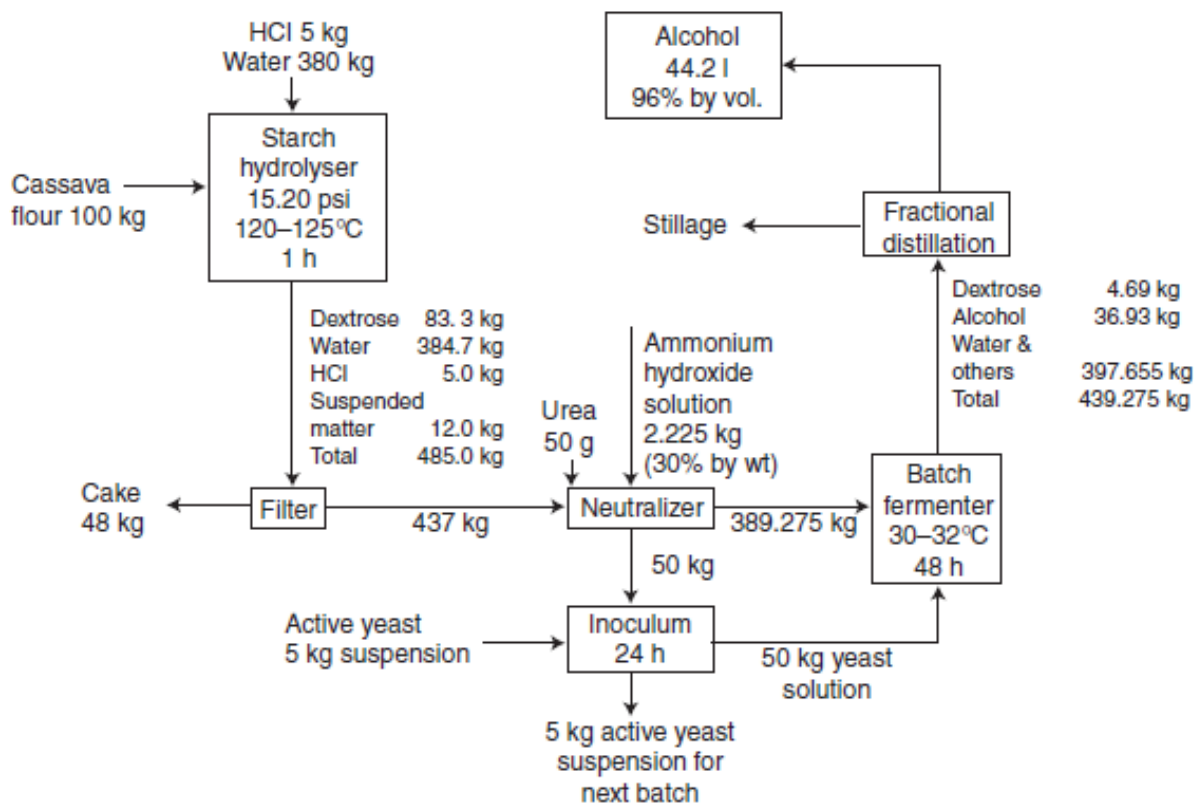 HCl 5 kg
Water 380 kg
Alcohol
44.2 l
96% by vol.
Starch
hydrolyser
15.20 psi
120–125°C
1 h
Cassava
flour 100 kg
Stillage
Fractional
distillation
Dextrose 83. 3 kg
Water 384.7 kg
HCl 5.0 kg
Suspended
matter 12.0 kg
Total 485.0 kg
Ammonium
hydroxide
solution
2.225 kg
(30% by wt)
Urea
50 g
Dextrose 4.69 kg
Alcohol 36.93 kg
Water &
others 397.655 kg
Total 439.275 kg
Cake
48 kg
Filter
437 kg
Neutralizer
389.275 kg
Batch
fermenter
30–32°C
48 h
50 kg
Active yeast
5 kg suspension
Inoculum
24 h
50 kg yeast
solution
5 kg active yeast
suspension for
next batch